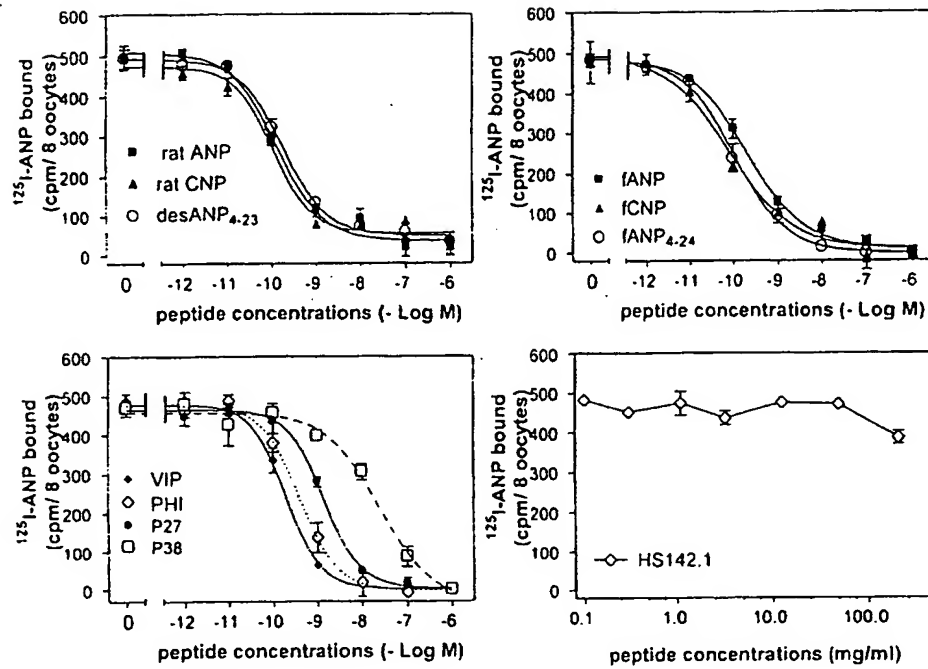 600
500
400
300
200
100
0
¹²⁵I-ANP bound
(cpm/ 8 oocytes)
rat ANP
rat CNP
desANP₄₋₂₃
0 -12 -11 -10 -9 -8 -7 -6
peptide concentrations (- Log M)
600
500
400
300
200
100
0
¹²⁵I-ANP bound
(cpm/ 8 oocytes)
fANP
fCNP
fANP₄₋₂₄
0 -12 -11 -10 -9 -8 -7 -6
peptide concentrations (- Log M)
600
500
400
300
200
100
0
¹²⁵I-ANP bound
(cpm/ 8 oocytes)
VIP
PHI
P27
P38
0 -12 -11 -10 -9 -8 -7 -6
peptide concentrations (- Log M)
600
500
400
300
200
100
0
¹²⁵I-ANP bound
(cpm/ 8 oocytes)
HS142.1
0.1 1.0 10.0 100.0
peptide concentrations (mg/ml)